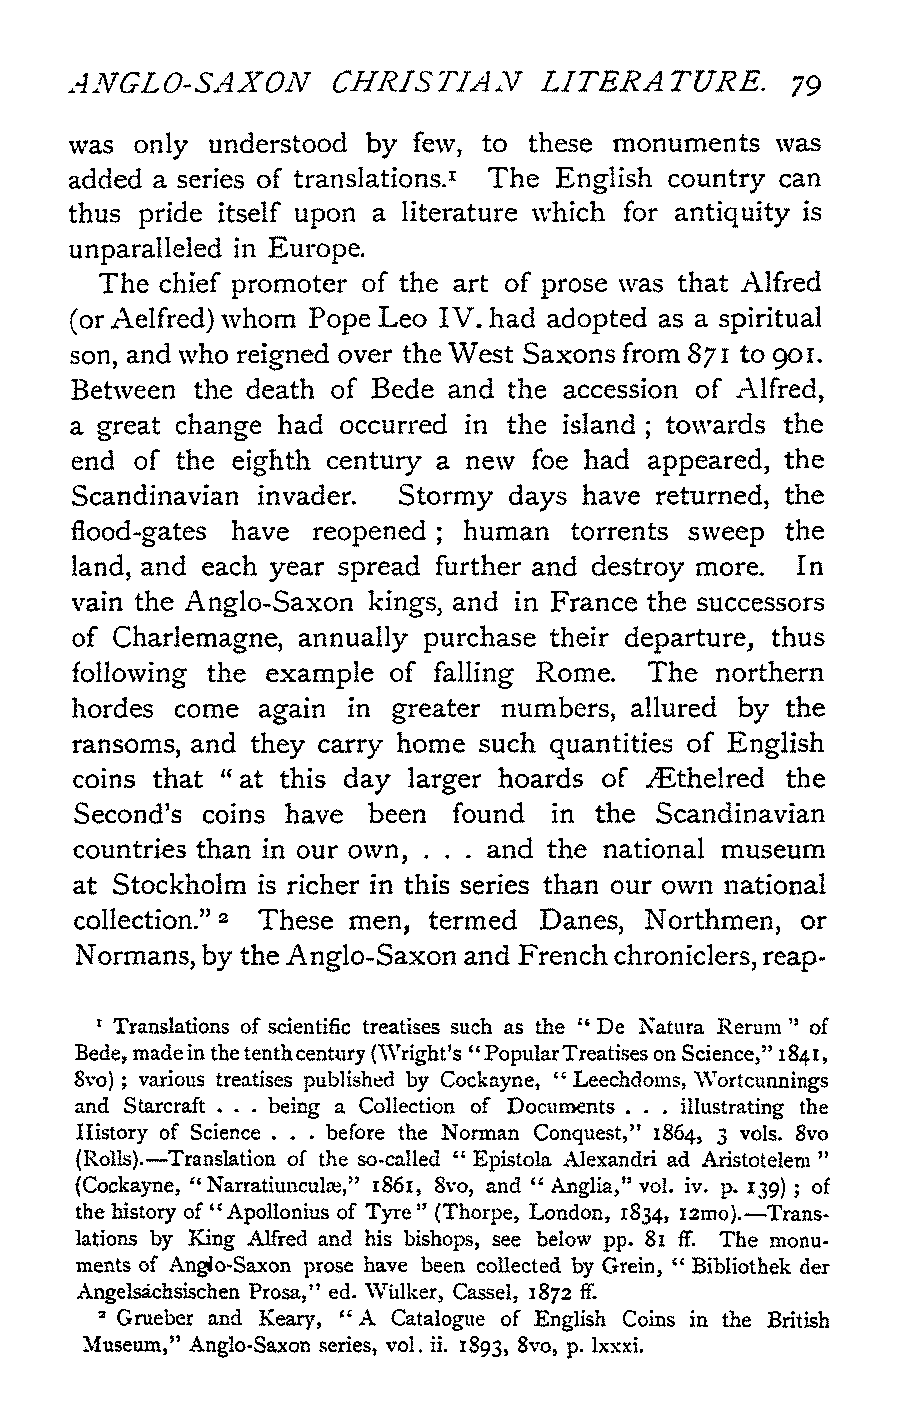 ANGLO-SAXON CHRISTIAN LITERATURE. 79
was only understood by few, to these monuments was
added a series of translations.¹ The English country can
thus pride itself upon a literature which for antiquity is
unparalleled in Europe.
The chief promoter of the art of prose was that Alfred
(or Aelfred) whom Pope Leo IV. had adopted as a spiritual
son, and who reigned over the West Saxons from 871 to 901.
Between the death of Bede and the accession of Alfred,
a great change had occurred in the island ; towards the
end of the eighth century a new foe had appeared, the
Scandinavian invader. Stormy days have returned, the
flood-gates have reopened ; human torrents sweep the
land, and each year spread further and destroy more. In
vain the Anglo-Saxon kings, and in France the successors
of Charlemagne, annually purchase their departure, thus
following the example of falling Rome. The northern
hordes come again in greater numbers, allured by the
ransoms, and they carry home such quantities of English
coins that “ at this day larger hoards of Æthelred the
Second's coins have been found in the Scandinavian
countries than in our own, . . . and the national museum
at Stockholm is richer in this series than our own national
collection.” ² These men, termed Danes, Northmen, or
Normans, by the Anglo-Saxon and French chroniclers, reap-
¹ Translations of scientific treatises such as the “ De Natura Rerum ” of
Bede, made in the tenth century (Wright's “ Popular Treatises on Science,” 1841,
8vo) ; various treatises published by Cockayne, “ Leechdoms, Wortcunnings
and Starcraft . . . being a Collection of Documents . . . illustrating the
History of Science . . . before the Norman Conquest,” 1864, 3 vols. 8vo
(Rolls).—Translation of the so-called “ Epistola Alexandri ad Aristotelem ”
(Cockayne, “ Narratiunculæ,” 1861, 8vo, and “ Anglia,” vol. iv. p. 139) ; of
the history of “ Apollonius of Tyre ” (Thorpe, London, 1834, 12mo).—Trans-
lations by King Alfred and his bishops, see below pp. 81 ff. The monu-
ments of Anglo-Saxon prose have been collected by Grein, “ Bibliothek der
Angelsächsischen Prosa,” ed. Wülker, Cassel, 1872 ff.
² Grueber and Keary, “ A Catalogue of English Coins in the British
Museum,” Anglo-Saxon series, vol. ii. 1893, 8vo, p. lxxxi.